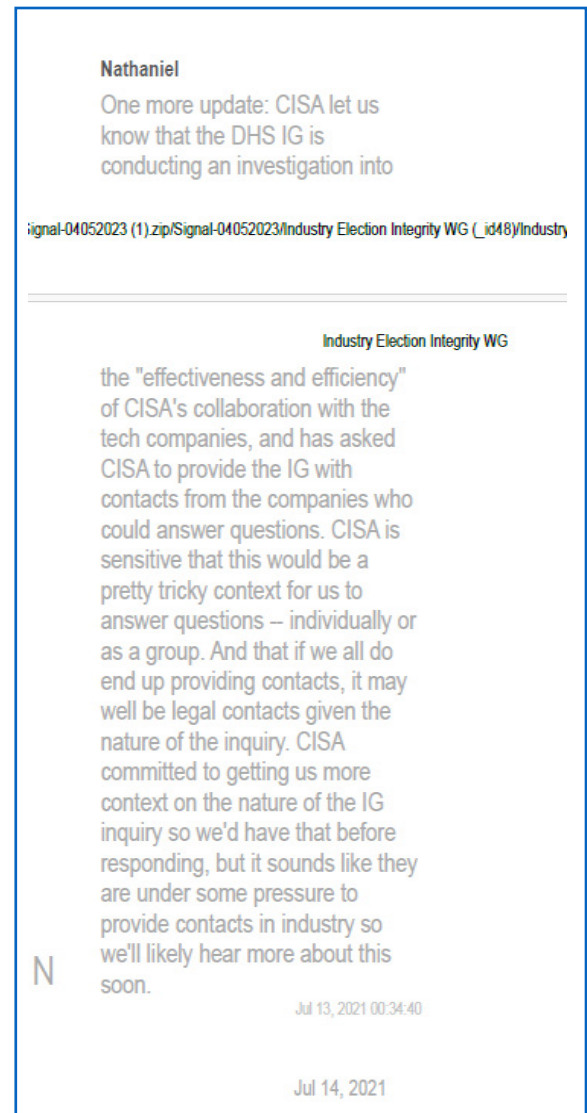 Nathaniel
One more update: CISA let us
know that the DHS IG is
conducting an investigation into
ignal-04052023 (1).zip/Signal-04052023/Industry Election Integrity WG (_id48)/Industry
Industry Election Integrity WG
the "effectiveness and efficiency"
of CISA's collaboration with the
tech companies, and has asked
CISA to provide the IG with
contacts from the companies who
could answer questions. CISA is
sensitive that this would be a
pretty tricky context for us to
answer questions -- individually or
as a group. And that if we all do
end up providing contacts, it may
well be legal contacts given the
nature of the inquiry. CISA
committed to getting us more
context on the nature of the IG
inquiry so we'd have that before
responding, but it sounds like they
are under some pressure to
provide contacts in industry so
we'll likely hear more about this
soon.
N
Jul 13, 2021 00:34:40
Jul 14, 2021